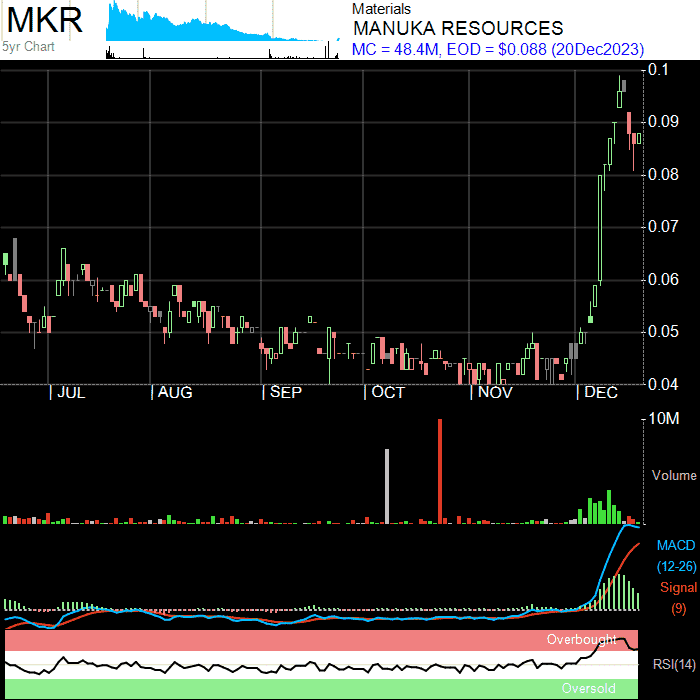 MKR
5yr Chart
Materials
MANUKA RESOURCES
MC = 48.4M, EOD = $0.088 (20Dec2023)
0.1
0.09
0.08
0.07
0.06
0.05
0.04
JUL AUG SEP OCT NOV DEC
10M
Volume
MACD
(12-26)
Signal
(9)
Overbought
RSI(14)
Oversold